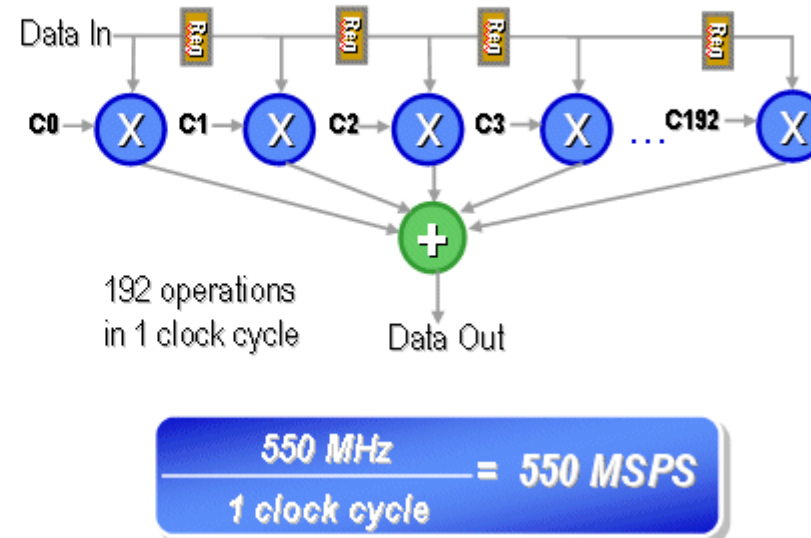 Data In
Reg Reg Reg Reg
C0 X C1 X C2 X C3 X ... C192 X
+
192 operations
in 1 clock cycle
Data Out
550 MHz
= 550 MSPS
1 clock cycle